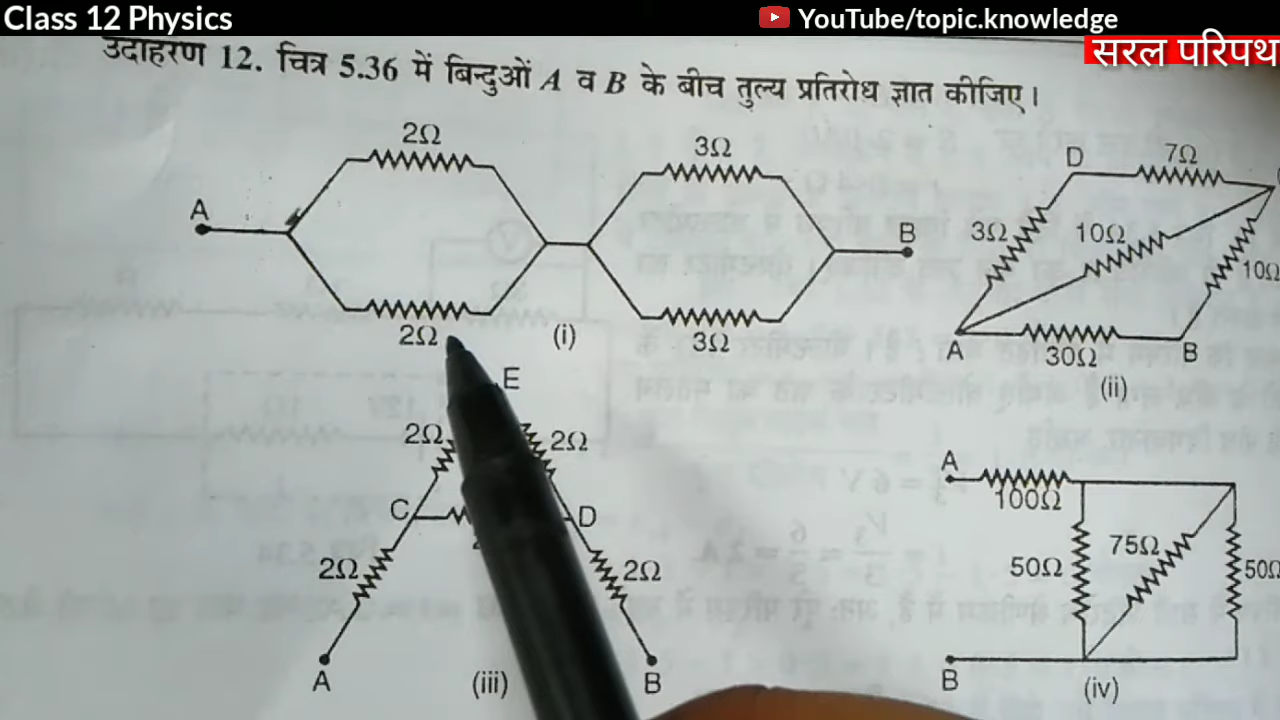 Class 12 Physics
YouTube/topic.knowledge
सरल परिपथ
उदाहरण 12. चित्र 5.36 में बिन्दुओं A व B के बीच तुल्य प्रतिरोध ज्ञात कीजिए।
2Ω
3Ω
A
B
2Ω
3Ω
(i)
D
7Ω
3Ω
10Ω
10Ω
A
30Ω
B
(ii)
E
2Ω
2Ω
C
D
2Ω
2Ω
A
B
(iii)
A
100Ω
50Ω
75Ω
50Ω
B
(iv)